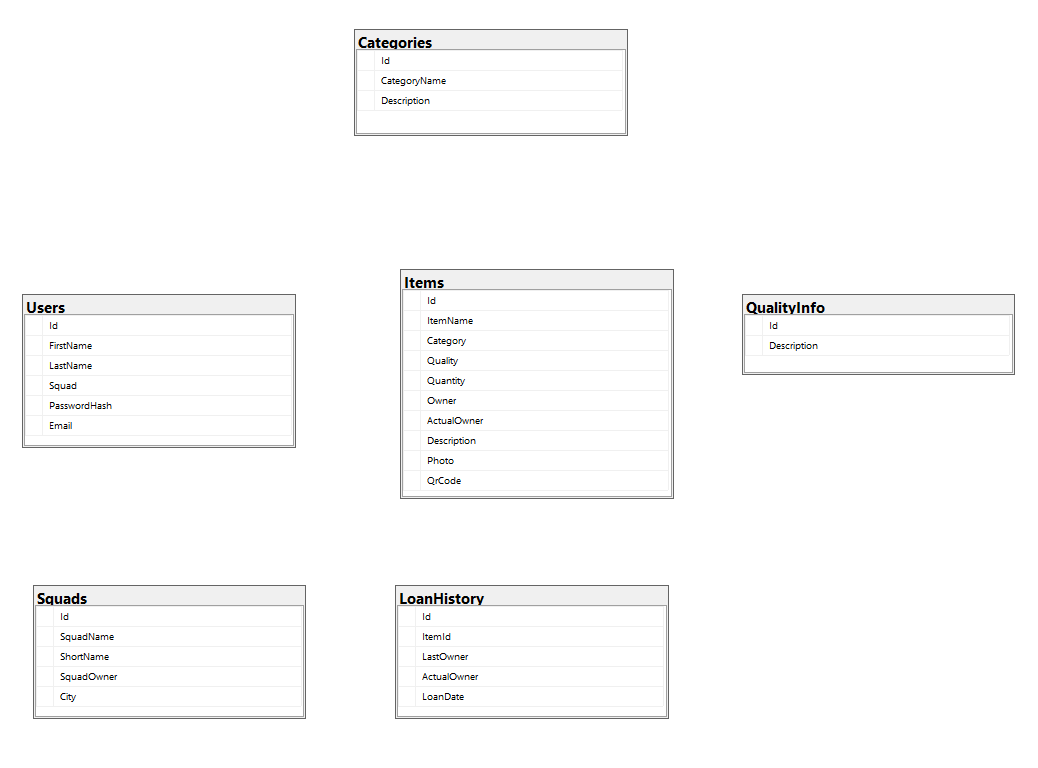 Categories
Id
CategoryName
Description
Users
Id
FirstName
LastName
Squad
PasswordHash
Email
Items
Id
ItemName
Category
Quality
Quantity
Owner
ActualOwner
Description
Photo
QrCode
QualityInfo
Id
Description
Squads
Id
SquadName
ShortName
SquadOwner
City
LoanHistory
Id
ItemId
LastOwner
ActualOwner
LoanDate